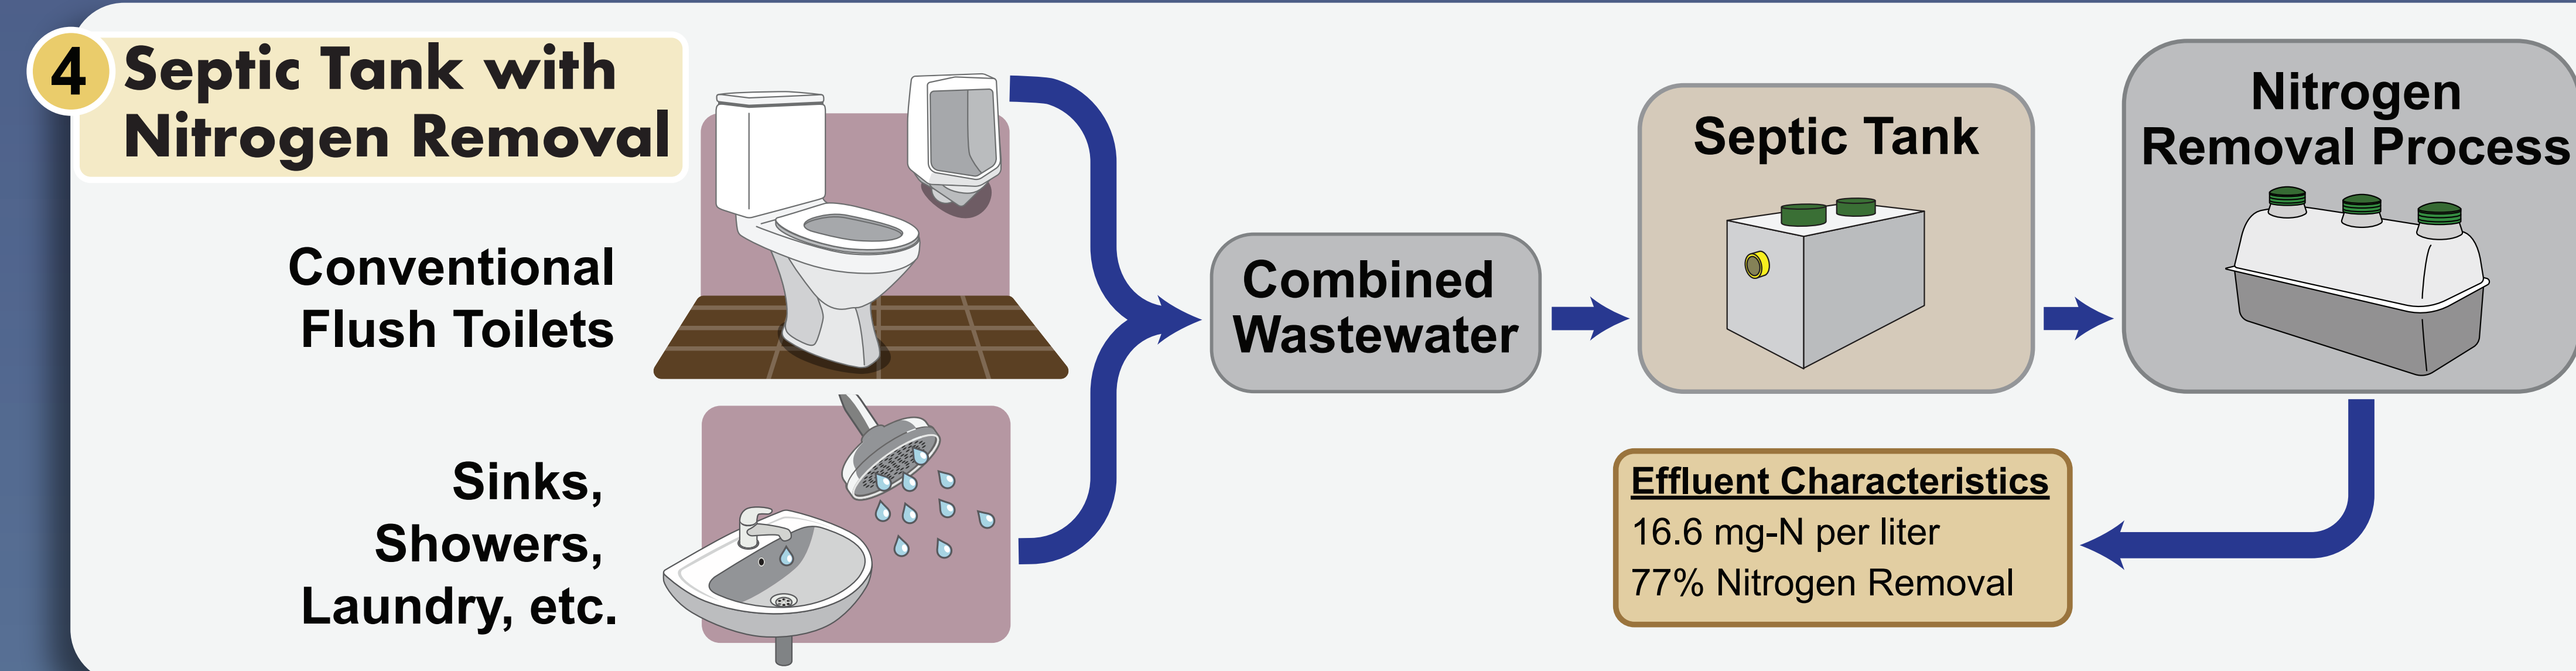 4
Septic Tank with
Nitrogen Removal
Conventional
Flush Toilets
Sinks,
Showers,
Laundry, etc.
Combined
Wastewater
Septic Tank
Nitrogen
Removal Process
Effluent Characteristics
16.6 mg-N per liter
77% Nitrogen Removal